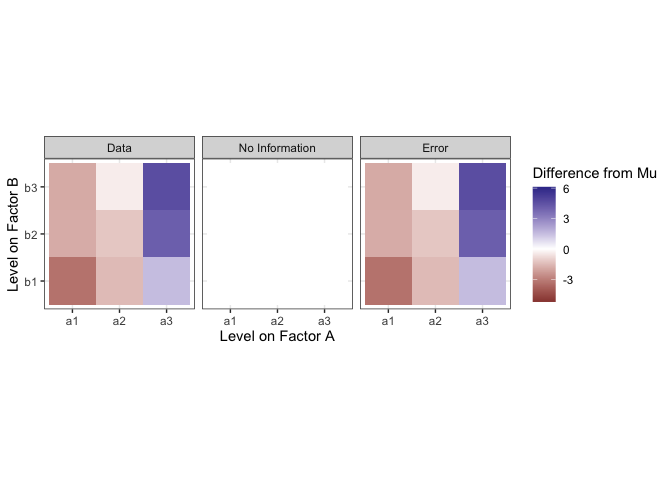 Data
No Information
Error
Level on Factor B
b3
b2
b1
a1 a2 a3
a1 a2 a3
a1 a2 a3
Level on Factor A
Difference from Mu
6
3
0
-3